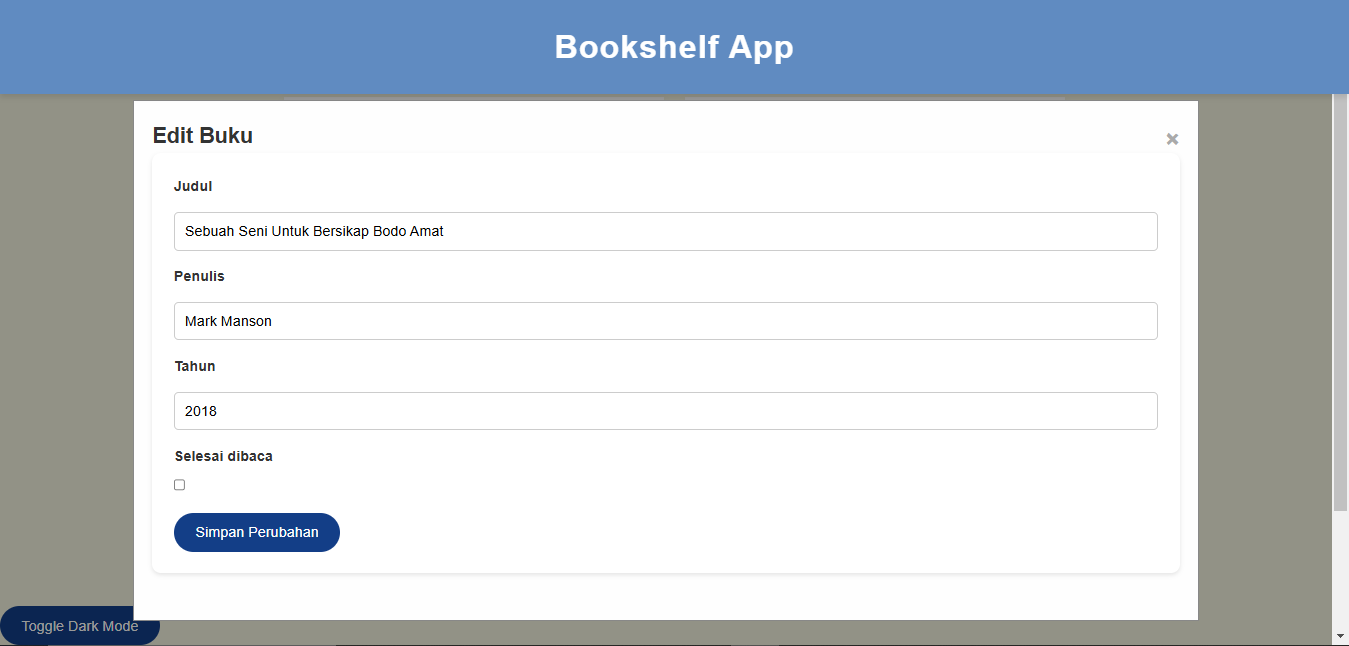 Bookshelf App
Edit Buku
×
Judul
Sebuah Seni Untuk Bersikap Bodo Amat
Penulis
Mark Manson
Tahun
2018
Selesai dibaca
Simpan Perubahan
Toggle Dark Mode